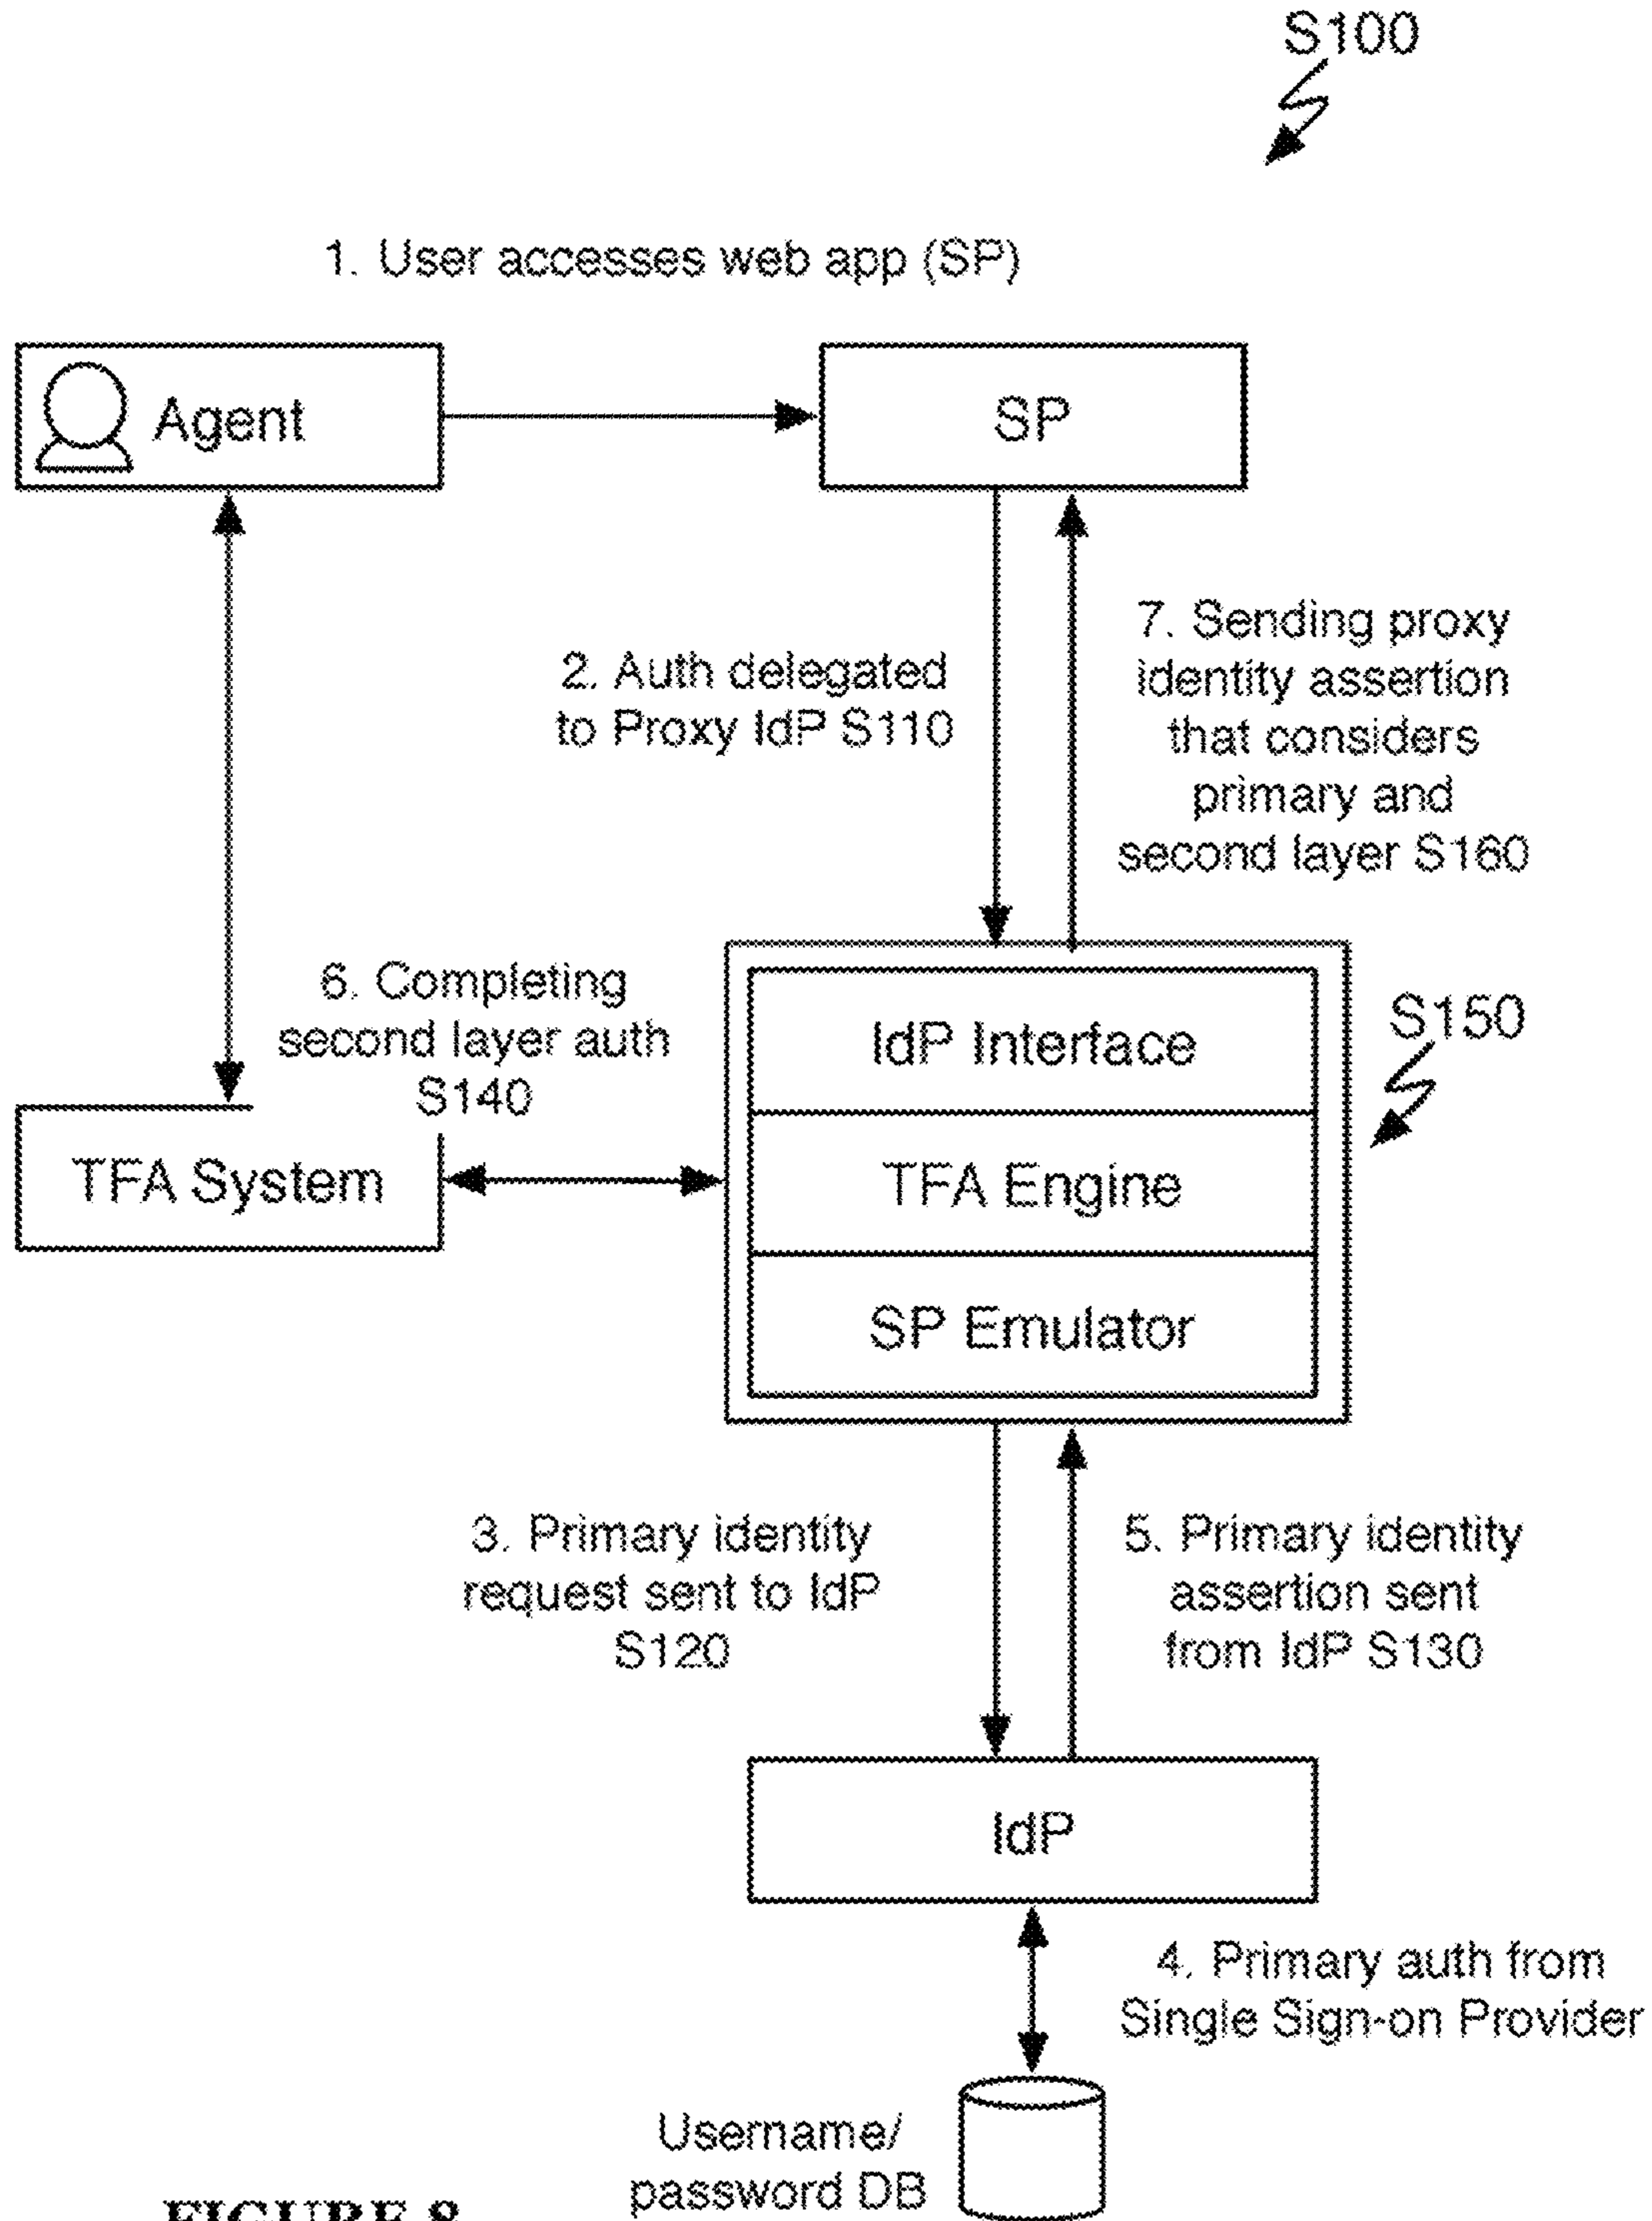 S100
1. User accesses web app (SP)
Agent
SP
2. Auth delegated
to Proxy IdP S110
7. Sending proxy
identity assertion
that considers
primary and
second layer S160
6. Completing
second layer auth
S140
IdP Interface
S150
TFA System
TFA Engine
SP Emulator
3. Primary identity
request sent to IdP
S120
5. Primary identity
assertion sent
from IdP S130
IdP
4. Primary auth from
Single Sign-on Provider
Username/
password DB
FIGURE 8